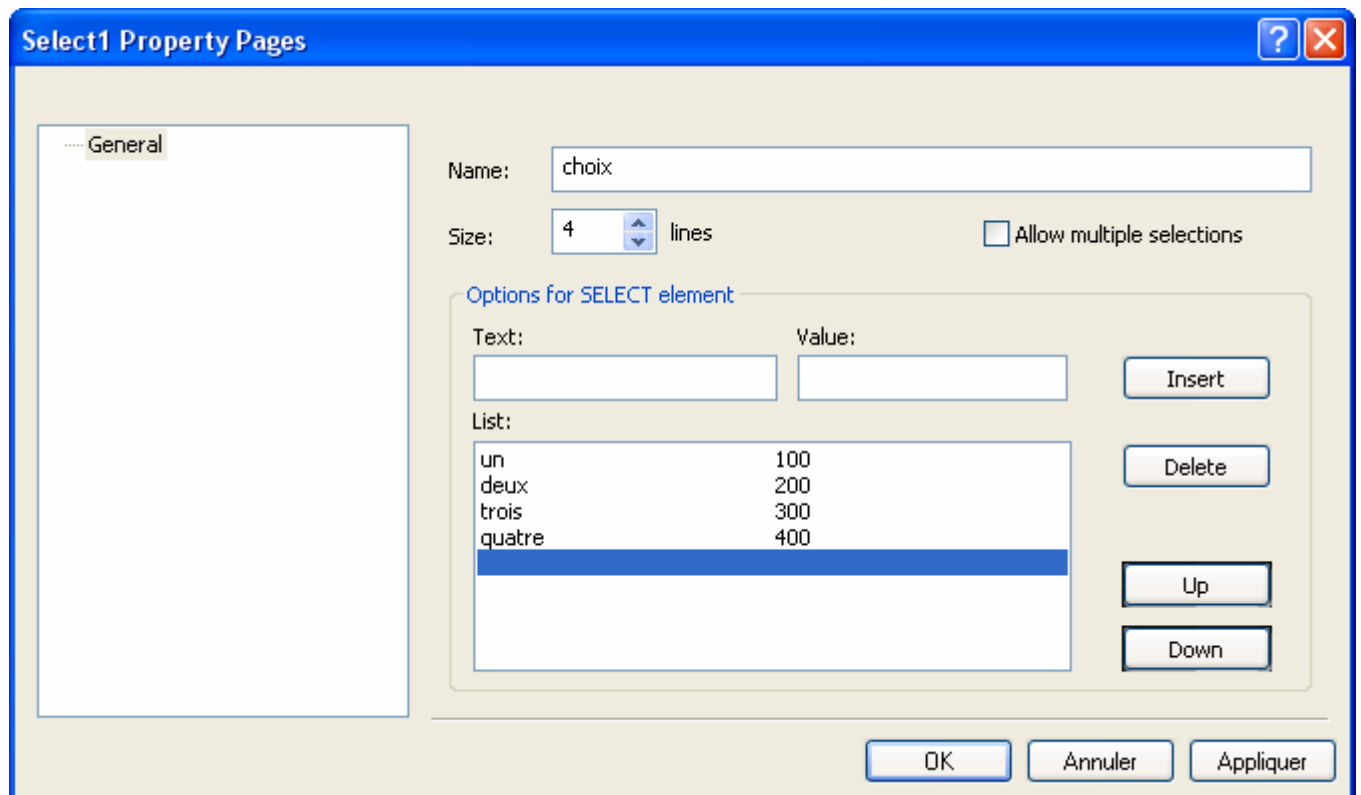 Select1 Property Pages
General
Name: choix
Size: 4 lines Allow multiple selections
Options for SELECT element
Text: Value:
Insert
List:
un 100
deux 200
trois 300
quatre 400
Delete
Up
Down
OK Annuler Appliquer